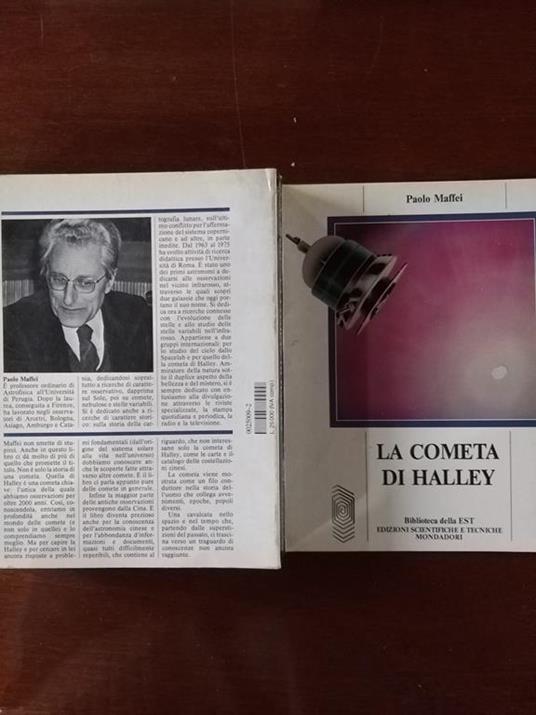 tografia lunare, sull'ulti-
mo conflitto per l'afferma-
zione del sistema coperni-
cano e ad altre, in parte
inedite. Dal 1963 al 1975
ha svolto attività di ricerca
didattica presso l'Univer-
sità di Roma. È stato uno
dei primi astronomi a de-
dicarsi alle osservazioni
nel vicino infrarosso, at-
traverso le quali scoprì
due galassie che oggi por-
tano il suo nome. Si dedi-
ca ora a ricerche connesse
con l'evoluzione delle
stelle e allo studio delle
stelle variabili nell'infra-
rosso. Appartiene a due
gruppi internazionali: per
lo studio del cielo dallo
Spacelab e per quello del-
la cometa di Halley. Am-
miratore della natura sot-
to il duplice aspetto della
bellezza e del mistero, si è
sempre dedicato con en-
tusiasmo alla divulgazio-
ne attraverso le riviste
specializzate, la stampa
quotidiana e periodica, la
radio e la televisione.
Paolo Maffei
È professore ordinario di
Astrofisica all'Università
di Perugia. Dopo la lau-
rea, conseguita a Firenze,
ha lavorato negli osserva-
tori di Arcetri, Bologna,
Asiago, Amburgo e Cata-
nia, dedicandosi soprat-
tutto a ricerche di caratte-
re osservativo, dapprima
sul Sole, poi su comete,
nebulose e stelle variabili.
Si è dedicato anche a ri-
cerche di carattere stori-
co: sulla storia della car-
Maffei non smette di stu-
pirci. Anche in questo li-
bro ci dà molto di più di
quello che promette il ti-
tolo. Non è solo la storia di
una cometa. Quella di
Halley è una cometa chia-
ve: l'unica della quale
abbiamo osservazioni per
oltre 2000 anni. Così, co-
noscendola, entriamo in
profondità anche nel
mondo delle comete (e
non solo in quello) e lo
comprendiamo sempre
meglio. Ma per capire la
Halley e per cercare in lei
ancora risposte a proble-
mi fondamentali (dall'ori-
gine del sistema solare
alla vita nell'universo)
dobbiamo conoscere an-
che le scoperte fatte attra-
verso altre comete. E il li-
bro ci parla appunto pure
delle comete in generale.
Infine la maggior parte
delle antiche osservazioni
provengono dalla Cina. E
il libro diventa prezioso
anche per la conoscenza
dell'astronomia cinese e
per l'abbondanza d'infor-
mazioni e documenti,
quasi tutti difficilmente
reperibili, che contiene al
riguardo, che non interes-
sano solo la cometa di
Halley, come le carte e il
catalogo delle costellazio-
ni cinesi.
La cometa viene mo-
strata come un filo con-
duttore nella storia del-
l'uomo che collega avve-
nimenti, epoche, popoli
diversi.
Una cavalcata nello
spazio e nel tempo che,
partendo dalle supersti-
zioni del passato, ci trasci-
na verso un traguardo di
conoscenze non ancora
raggiunte.
0025009-2
L. 25.000 (IVA comp.)
Paolo Maffei
LA COMETA
DI HALLEY
Biblioteca della EST
EDIZIONI SCIENTIFICHE E TECNICHE
MONDADORI